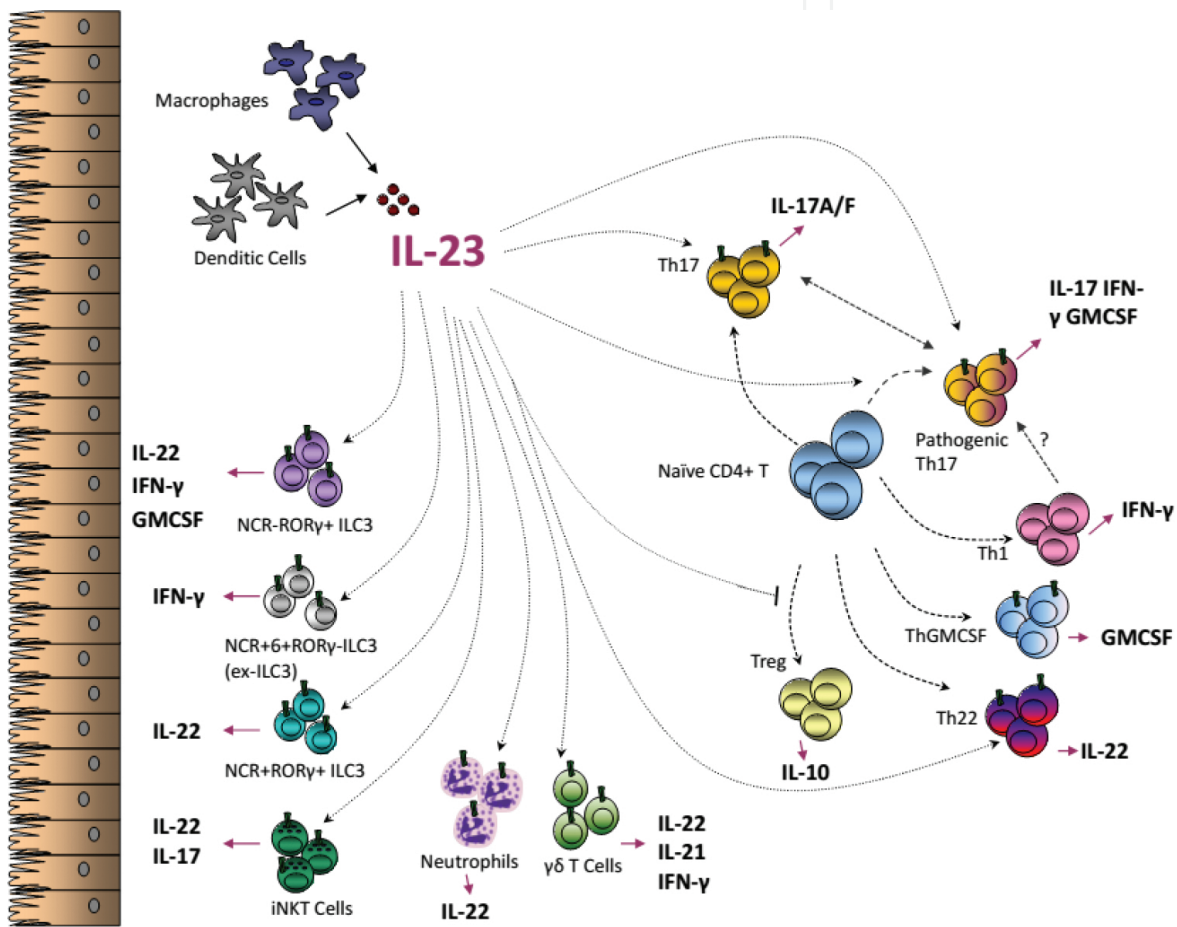 Macrophages
Denditic Cells
IL-23
IL-17A/F
Th17
IL-17 IFN-
γ GMCSF
Pathogenic
Th17
?
Naïve CD4+ T
IL-22
IFN-γ
GMCSF
NCR-RORγ+ ILC3
IFN-γ
Th1
IFN-γ
NCR+6+RORγ-ILC3
(ex-ILC3)
ThGMCSF
GMCSF
Treg
IL-10
Th22
IL-22
IL-22
NCR+RORγ+ ILC3
IL-22
IL-17
iNKT Cells
Neutrophils
IL-22
γδ T Cells
IL-22
IL-21
IFN-γ